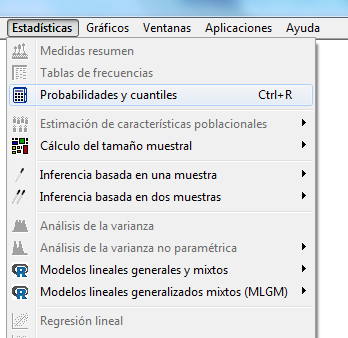 Estadísticas Gráficos Ventanas Aplicaciones Ayuda
Medidas resumen
Tablas de frecuencias
Probabilidades y cuantiles Ctrl+R
Estimación de características poblacionales
Cálculo del tamaño muestral
Inferencia basada en una muestra
Inferencia basada en dos muestras
Análisis de la varianza
Análisis de la varianza no paramétrica
Modelos lineales generales y mixtos
Modelos lineales generalizados mixtos (MLGM)
Regresión lineal